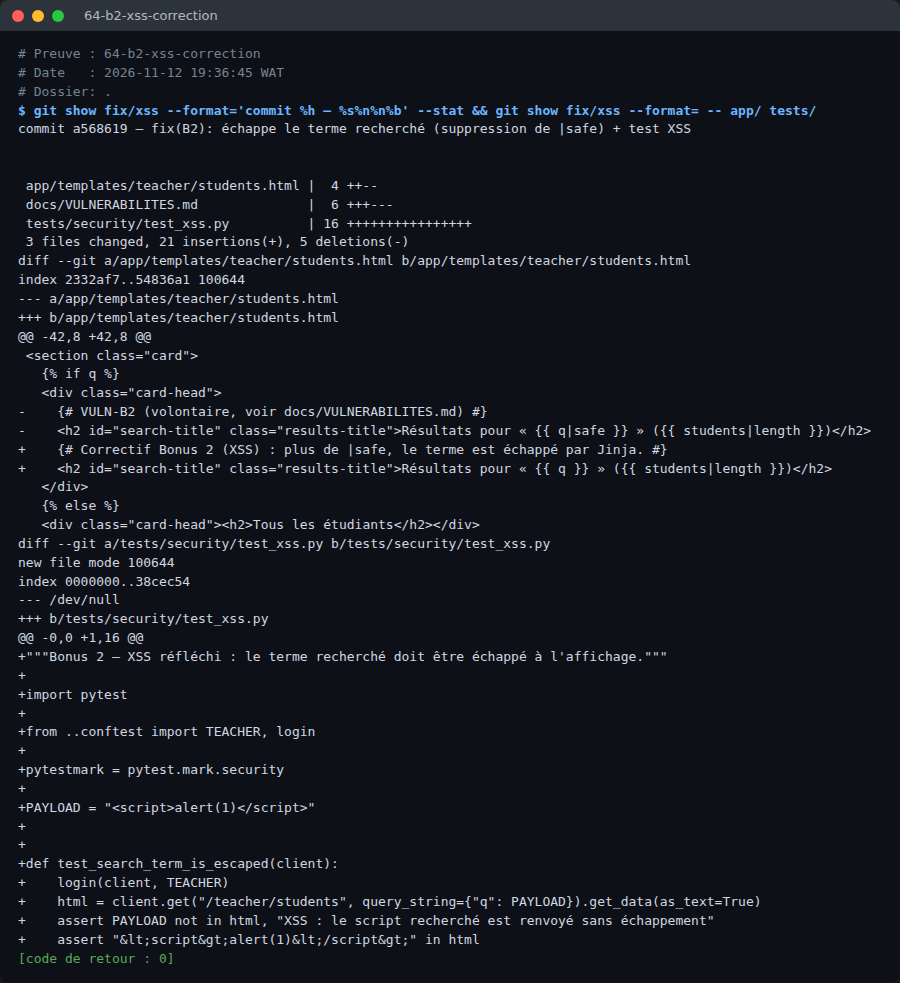 64-b2-xss-correction
# Preuve : 64-b2-xss-correction
# Date   : 2026-11-12 19:36:45 WAT
# Dossier: .
$ git show fix/xss --format='commit %h — %s%n%n%b' --stat && git show fix/xss --format= -- app/ tests/
commit a568619 — fix(B2): échappe le terme recherché (suppression de |safe) + test XSS
 app/templates/teacher/students.html |  4 ++--
 docs/VULNERABILITES.md              |  6 +++---
 tests/security/test_xss.py          | 16 ++++++++++++++++
 3 files changed, 21 insertions(+), 5 deletions(-)
diff --git a/app/templates/teacher/students.html b/app/templates/teacher/students.html
index 2332af7..54836a1 100644
--- a/app/templates/teacher/students.html
+++ b/app/templates/teacher/students.html
@@ -42,8 +42,8 @@
 <section class="card">
   {% if q %}
   <div class="card-head">
-    {# VULN-B2 (volontaire, voir docs/VULNERABILITES.md) #}
-    <h2 id="search-title" class="results-title">Résultats pour « {{ q|safe }} » ({{ students|length }})</h2>
+    {# Correctif Bonus 2 (XSS) : plus de |safe, le terme est échappé par Jinja. #}
+    <h2 id="search-title" class="results-title">Résultats pour « {{ q }} » ({{ students|length }})</h2>
   </div>
   {% else %}
   <div class="card-head"><h2>Tous les étudiants</h2></div>
diff --git a/tests/security/test_xss.py b/tests/security/test_xss.py
new file mode 100644
index 0000000..38cec54
--- /dev/null
+++ b/tests/security/test_xss.py
@@ -0,0 +1,16 @@
+"""Bonus 2 — XSS réfléchi : le terme recherché doit être échappé à l'affichage."""
+
+import pytest
+
+from ..conftest import TEACHER, login
+
+pytestmark = pytest.mark.security
+
+PAYLOAD = "<script>alert(1)</script>"
+
+
+def test_search_term_is_escaped(client):
+    login(client, TEACHER)
+    html = client.get("/teacher/students", query_string={"q": PAYLOAD}).get_data(as_text=True)
+    assert PAYLOAD not in html, "XSS : le script recherché est renvoyé sans échappement"
+    assert "&lt;script&gt;alert(1)&lt;/script&gt;" in html
[code de retour : 0]